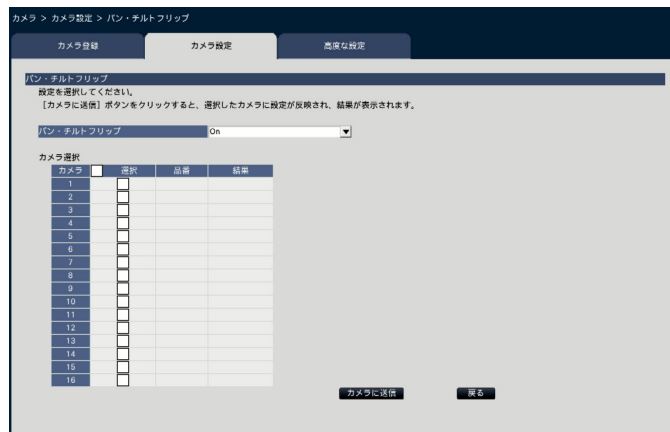 カメラ > カメラ設定 > パン・チルトフリップ
カメラ登録 カメラ設定 高度な設定
パン・チルトフリップ
設定を選択してください。
［カメラに送信］ボタンをクリックすると、選択したカメラに設定が反映され、結果が表示されます。
パン・チルトフリップ On
カメラ選択
カメラ 選択 品番 結果
1
2
3
4
5
6
7
8
9
10
11
12
13
14
15
16
カメラに送信 戻る